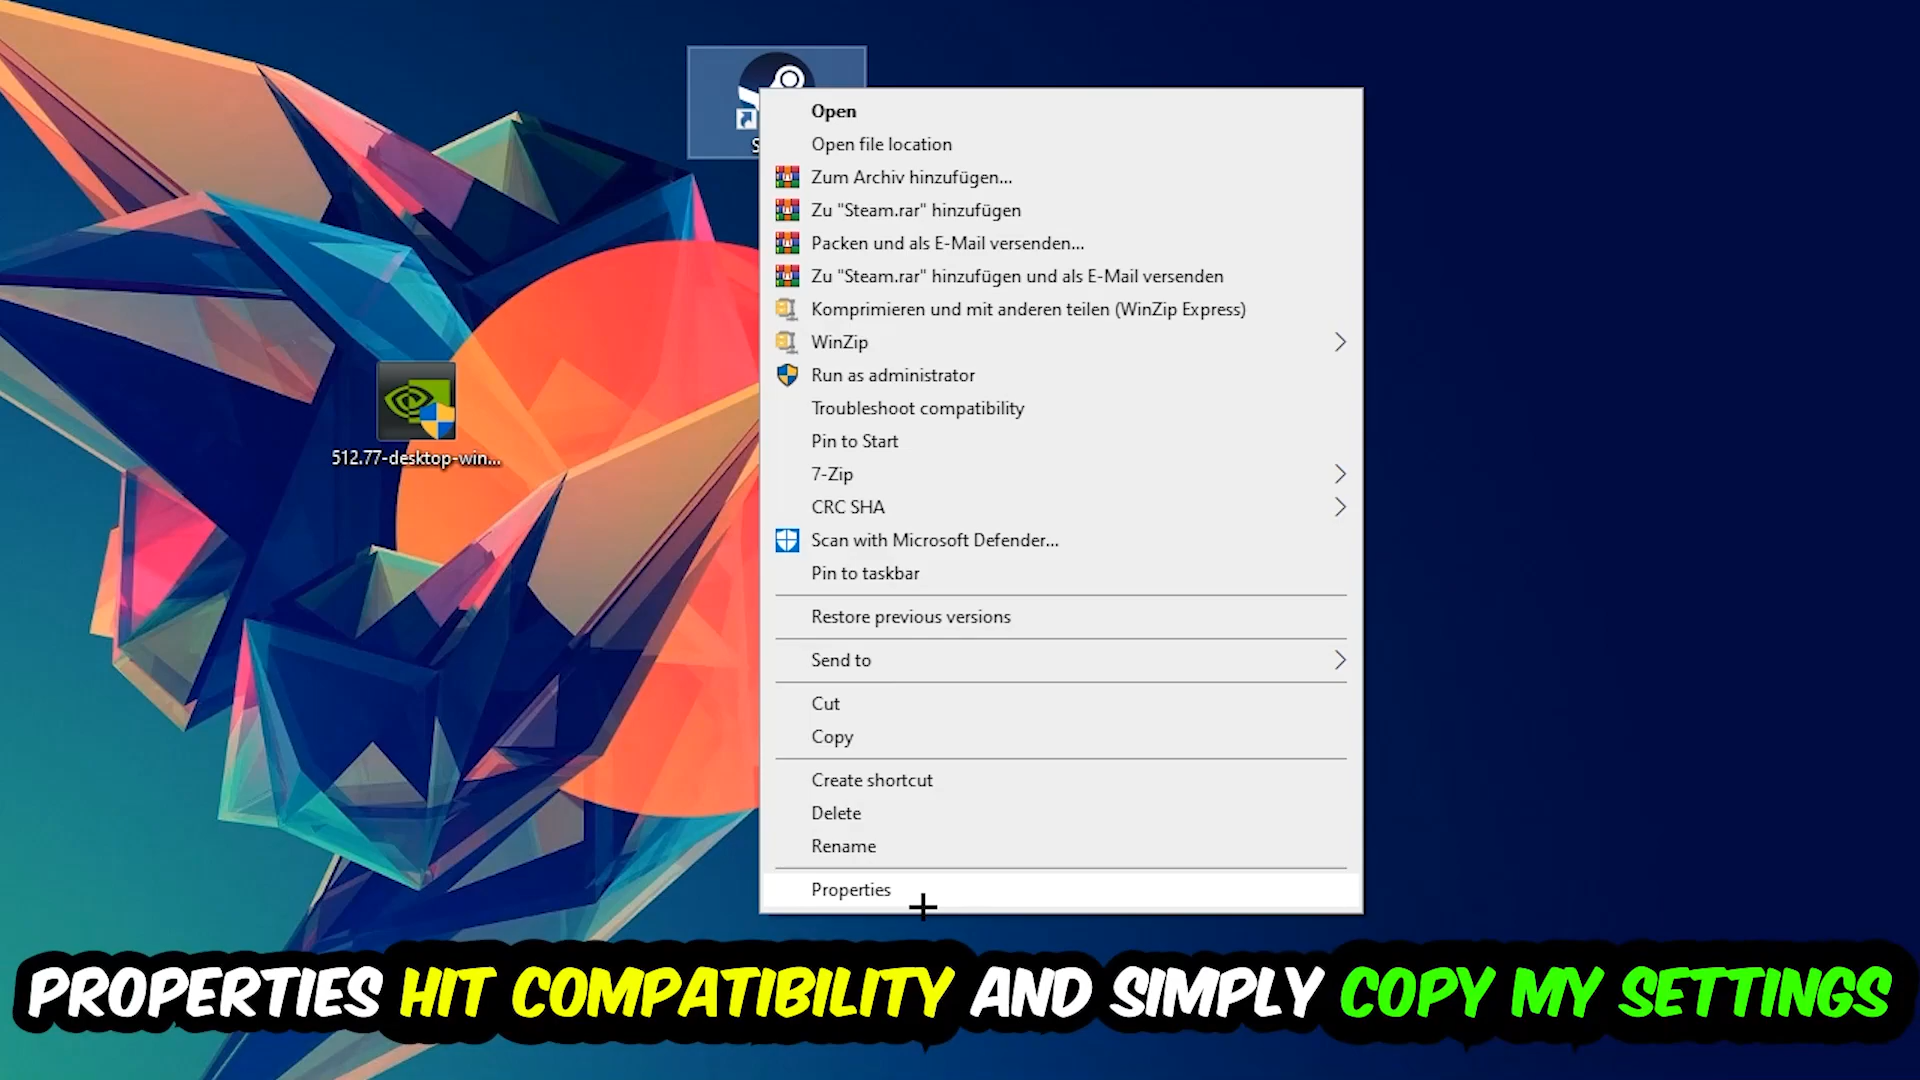 S
Open
Open file location
Zum Archiv hinzufügen...
Zu "Steam.rar" hinzufügen
Packen und als E-Mail versenden...
Zu "Steam.rar" hinzufügen und als E-Mail versenden
Komprimieren und mit anderen teilen (WinZip Express)
WinZip
Run as administrator
Troubleshoot compatibility
Pin to Start
7-Zip
CRC SHA
Scan with Microsoft Defender...
Pin to taskbar
Restore previous versions
Send to
Cut
Copy
Create shortcut
Delete
Rename
Properties
512.77-desktop-win...
PROPERTIES HIT COMPATIBILITY AND SIMPLY COPY MY SETTINGS